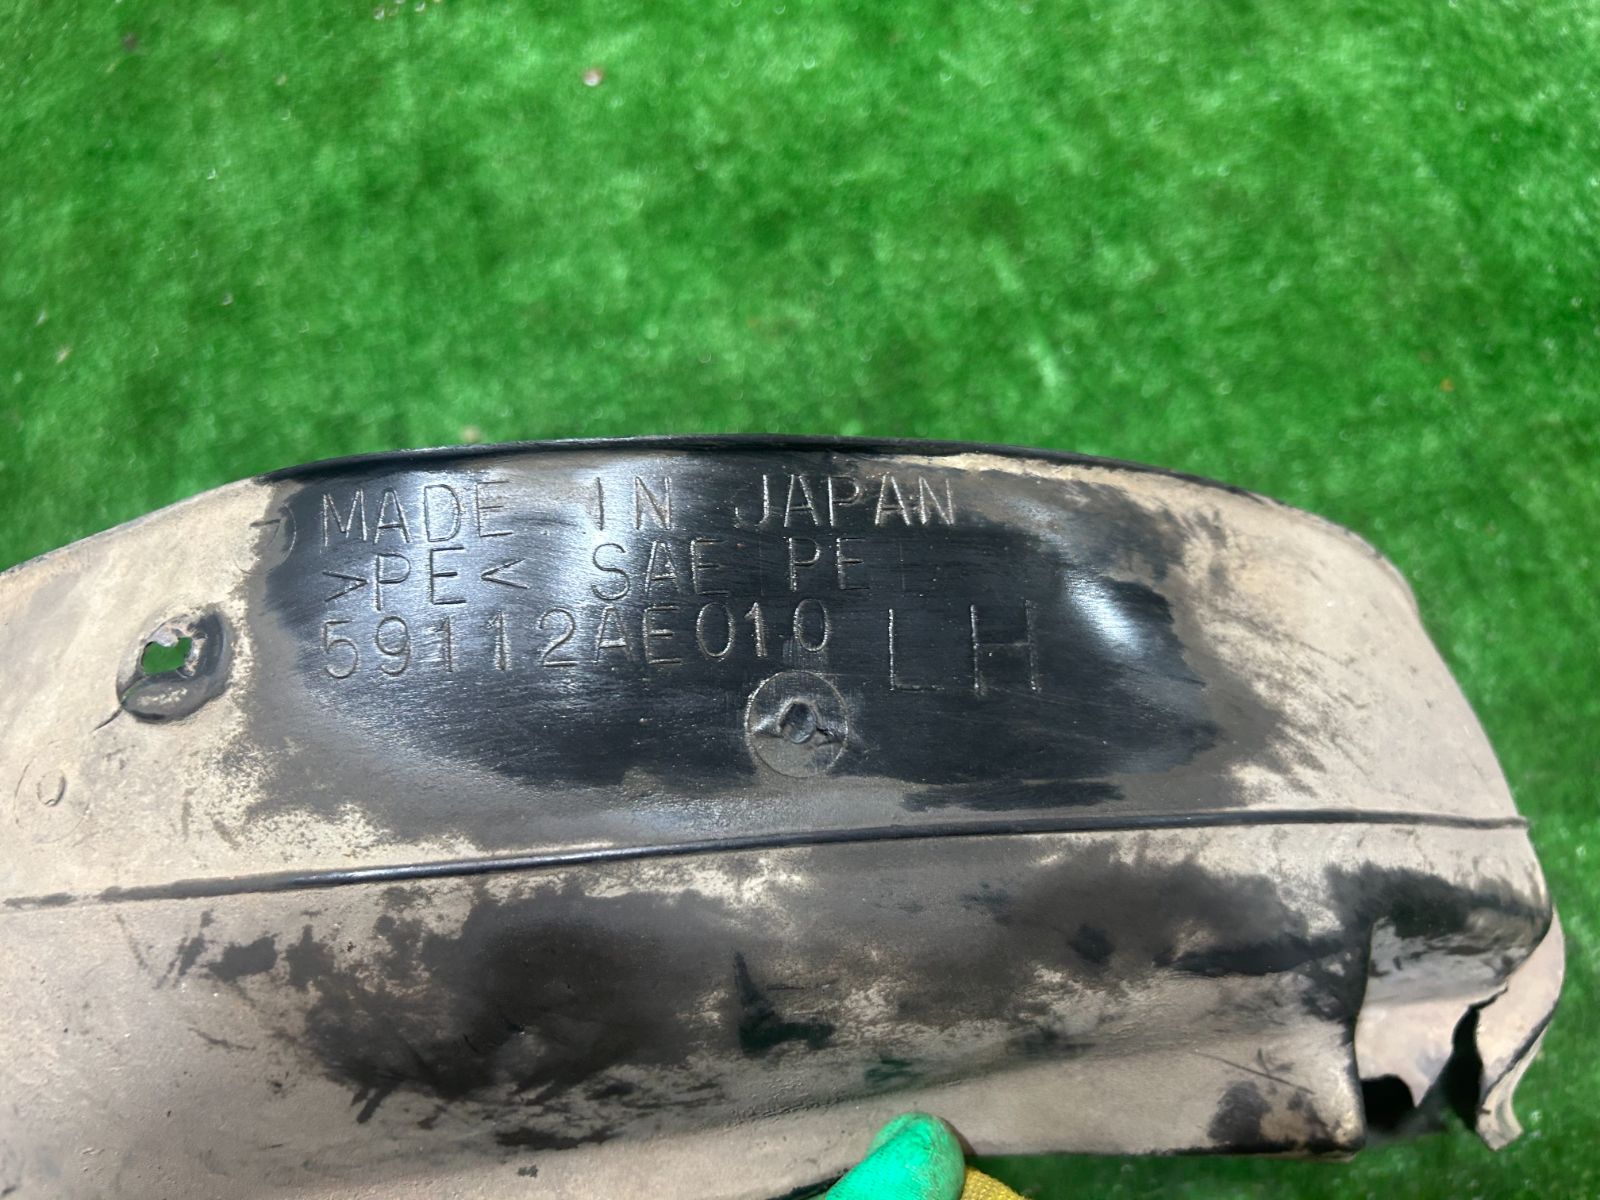 MADE IN JAPAN
>PE< SAE PE
59112AE010 LH